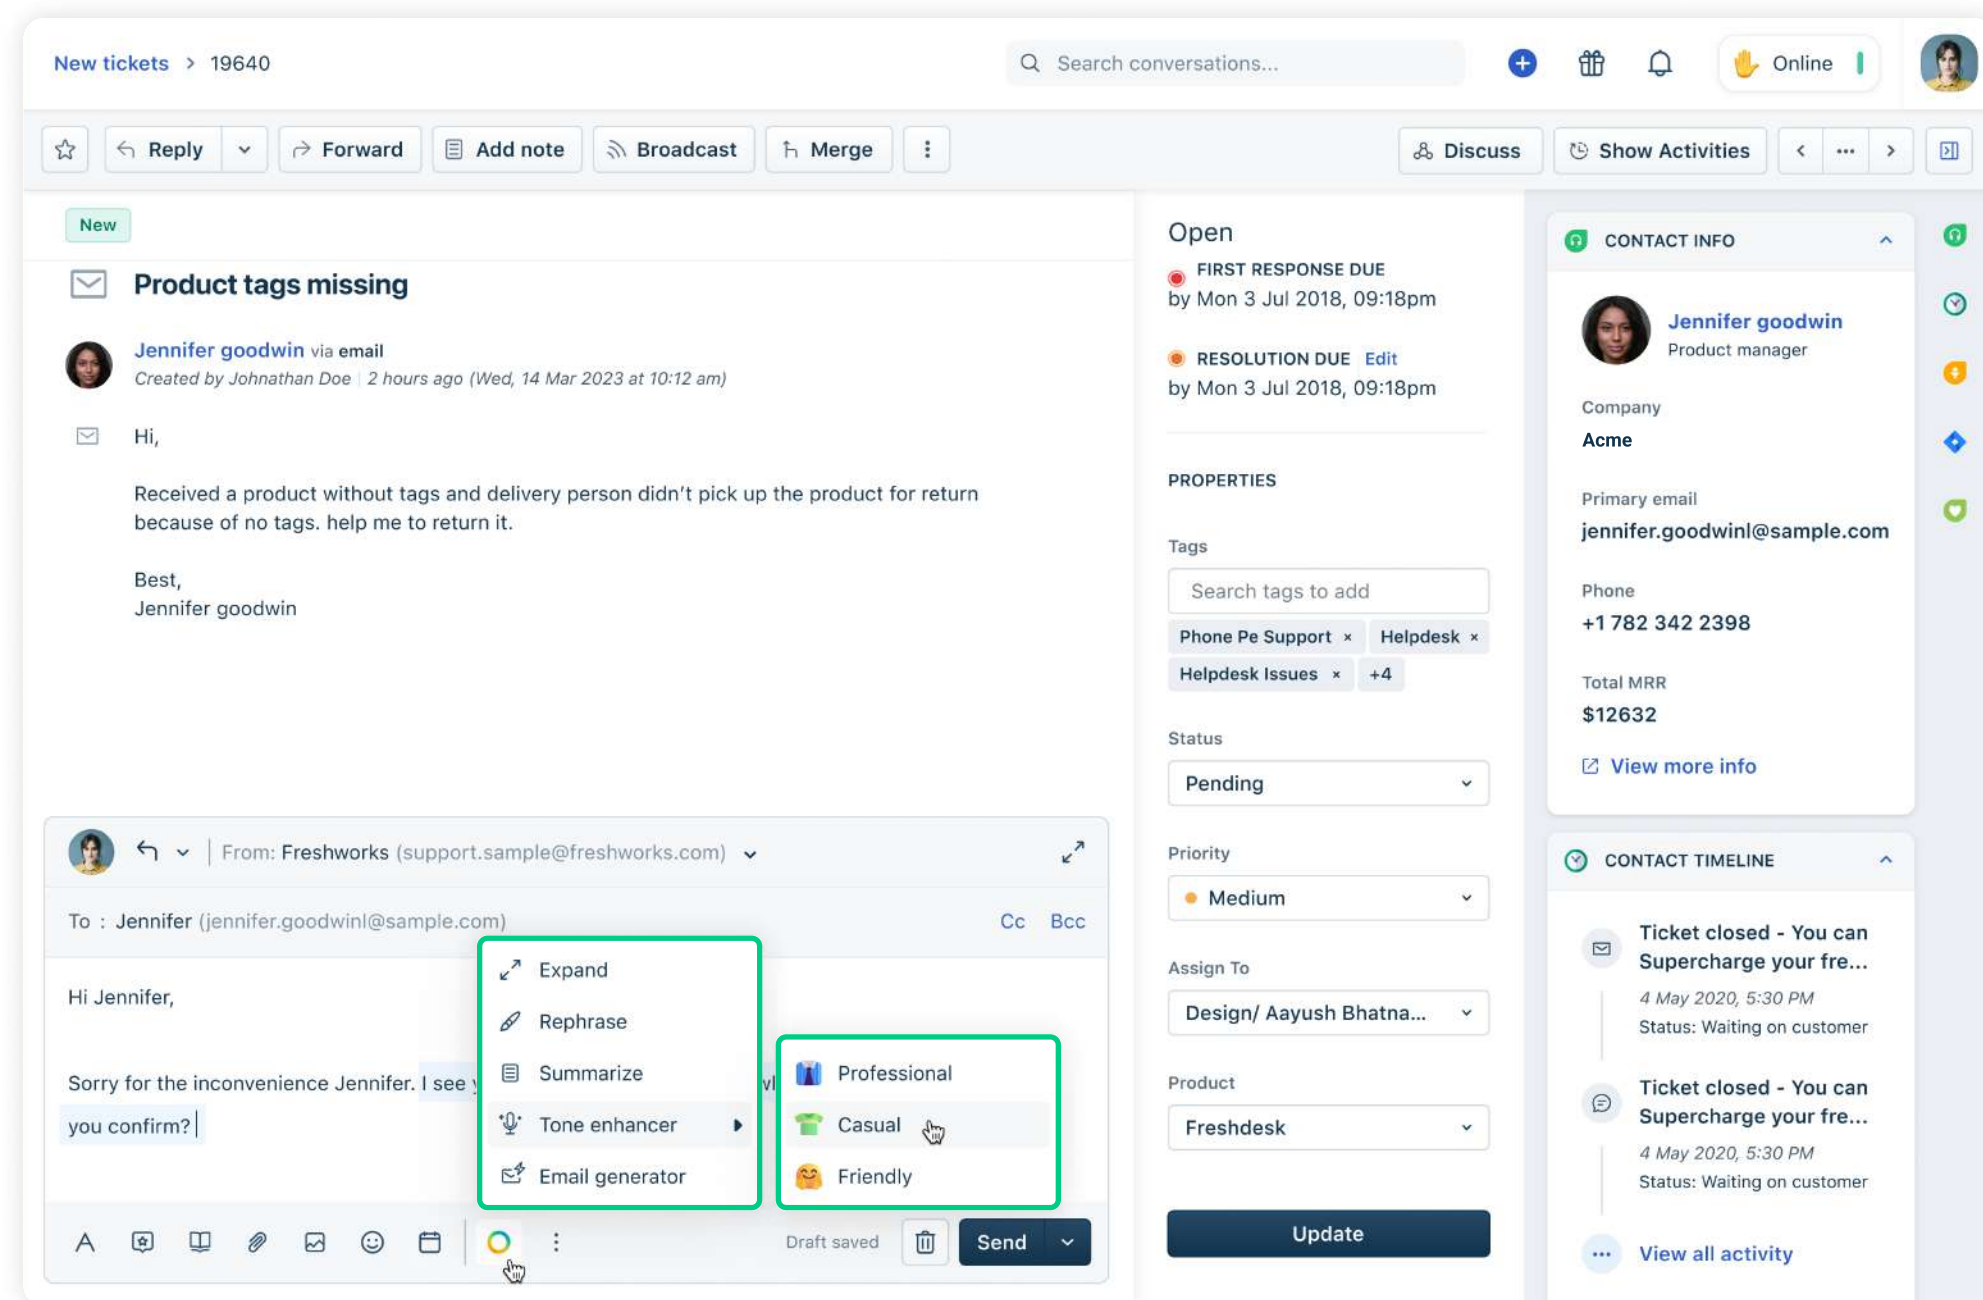 New tickets > 19640
Search conversations...
Online
Reply
Forward
Add note
Broadcast
Merge
Discuss
Show Activities
New
Product tags missing
Jennifer goodwin via email
Created by Johnathan Doe | 2 hours ago (Wed, 14 Mar 2023 at 10:12 am)
Hi,
Received a product without tags and delivery person didn't pick up the product for return
because of no tags. help me to return it.
Best,
Jennifer goodwin
From: Freshworks (support.sample@freshworks.com)
To : Jennifer (jennifer.goodwinl@sample.com)
Cc Bcc
Hi Jennifer,
Sorry for the inconvenience Jennifer. I see
you confirm?
Expand
Rephrase
Summarize
Tone enhancer
Email generator
Professional
Casual
Friendly
Draft saved
Send
Open
FIRST RESPONSE DUE
by Mon 3 Jul 2018, 09:18pm
RESOLUTION DUE Edit
by Mon 3 Jul 2018, 09:18pm
PROPERTIES
Tags
Search tags to add
Phone Pe Support × Helpdesk ×
Helpdesk Issues × +4
Status
Pending
Priority
Medium
Assign To
Design/ Aayush Bhatna...
Product
Freshdesk
Update
CONTACT INFO
Jennifer goodwin
Product manager
Company
Acme
Primary email
jennifer.goodwinl@sample.com
Phone
+1 782 342 2398
Total MRR
$12632
View more info
CONTACT TIMELINE
Ticket closed - You can
Supercharge your fre...
4 May 2020, 5:30 PM
Status: Waiting on customer
Ticket closed - You can
Supercharge your fre...
4 May 2020, 5:30 PM
Status: Waiting on customer
View all activity